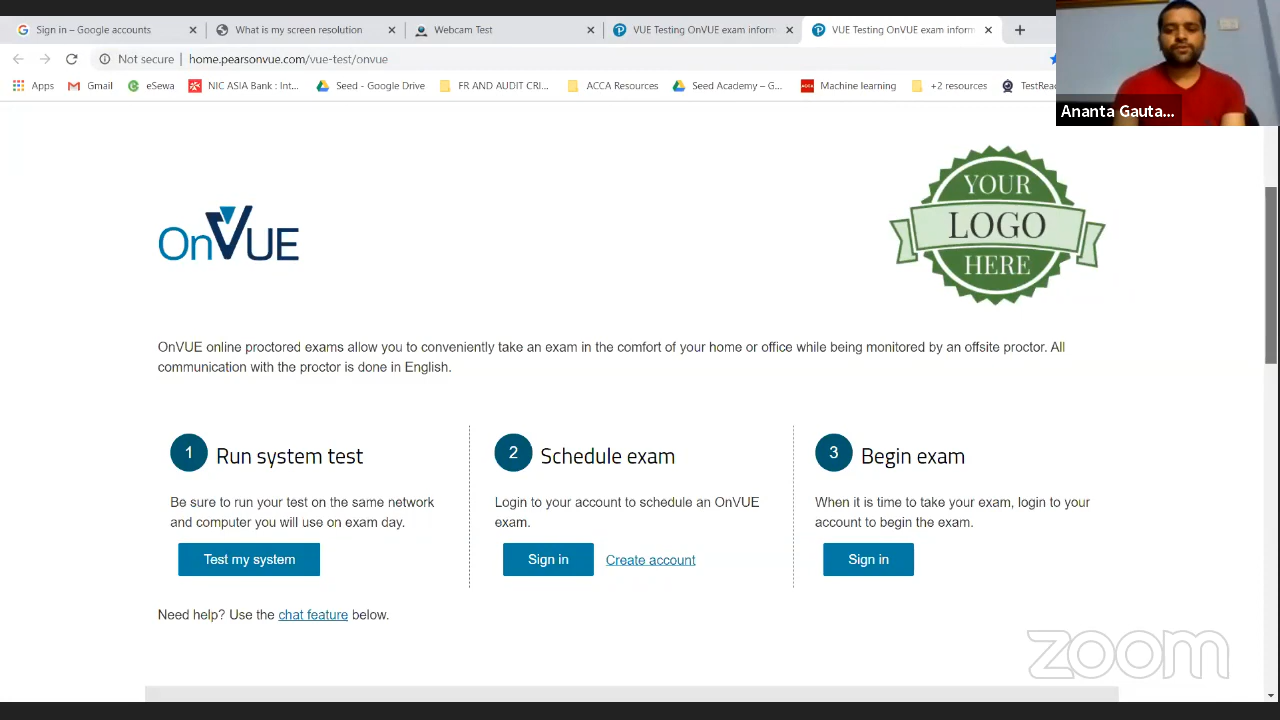 Sign in – Google accounts
What is my screen resolution
Webcam Test
VUE Testing OnVUE exam inform
VUE Testing OnVUE exam inform
Not secure | home.pearsonvue.com/vue-test/onvue
Apps
Gmail
eSewa
NIC ASIA Bank : Int...
Seed - Google Drive
FR AND AUDIT CRI...
ACCA Resources
Seed Academy – G...
Machine learning
+2 resources
TestRea
Ananta Gauta...
OnVUE
YOUR
LOGO
HERE
OnVUE online proctored exams allow you to conveniently take an exam in the comfort of your home or office while being monitored by an offsite proctor. All
communication with the proctor is done in English.
1 Run system test
Be sure to run your test on the same network
and computer you will use on exam day.
Test my system
2 Schedule exam
Login to your account to schedule an OnVUE
exam.
Sign in Create account
3 Begin exam
When it is time to take your exam, login to your
account to begin the exam.
Sign in
Need help? Use the chat feature below.
zoom